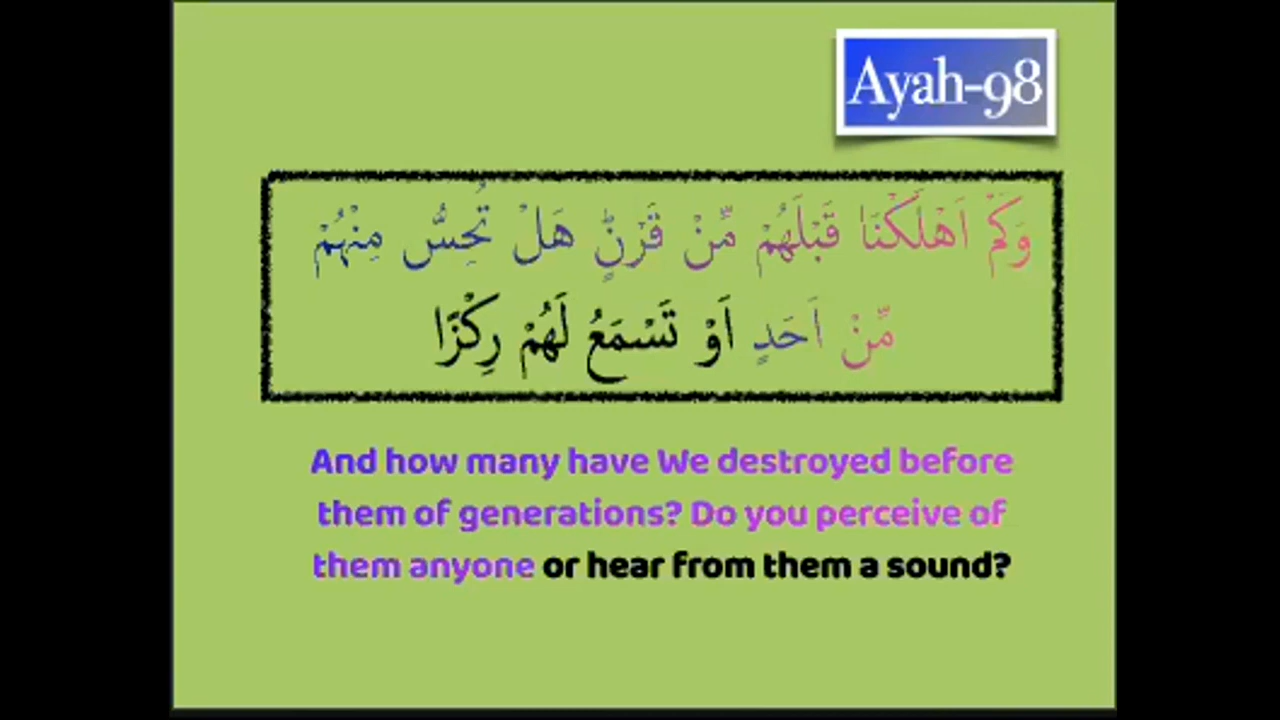 Ayah-98
وَكَمْ اَهْلَكْنَا قَبْلَهُمْ مِّنْ قَرْنٍؕ هَلْ تُحِسُّ مِنْهُمْ
مِّنْ اَحَدٍ اَوْ تَسْمَعُ لَهُمْ رِكْزًا
And how many have We destroyed before
them of generations? Do you perceive of
them anyone or hear from them a sound?